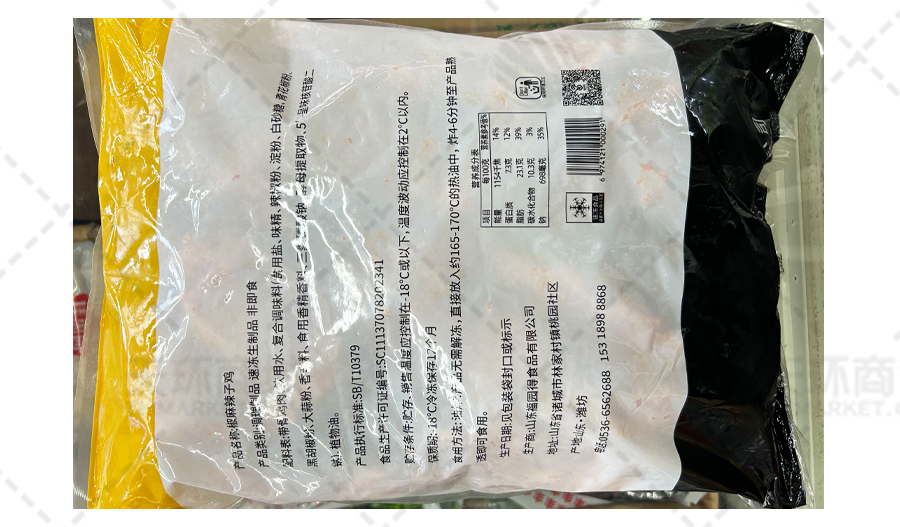 产品名称:椒麻辣子鸡
产品类别:速冻生制品 非即食
配料表:带骨鸡肉、饮用水、复合调味料(食用盐、味精、辣椒粉、淀粉、白砂糖,青花椒粉、
黑胡椒粉、大蒜粉、香辛料、食用香精香料、母提取物、5'
植物油。
产品执行标准:SB/T10379
食品生产许可证编号:SC11137078202341
贮存条件:贮存、销售温度应控制在-18°C或以下,温度波动应控制在2°C以内。
保质期:-18°C冷冻保存12个月
食用方法:产品无需解冻,直接放入约165-170°C的热油中,炸4-6分钟至产品熟
透即可食用。
生产日期:见包装袋封口或标示
生产商:山东福园得食品有限公司
地址:山东省诸城市林家村镇桃园社区
产地:山东·潍坊
0536-6562688 153 1898 8868
营养成分表
项目 每100克 营养素参考值%
能量 1154千焦 14%
蛋白质 7.3克 12%
脂肪 23.1克 39%
碳水化合物 10.3克 3%
钠 698毫克 35%